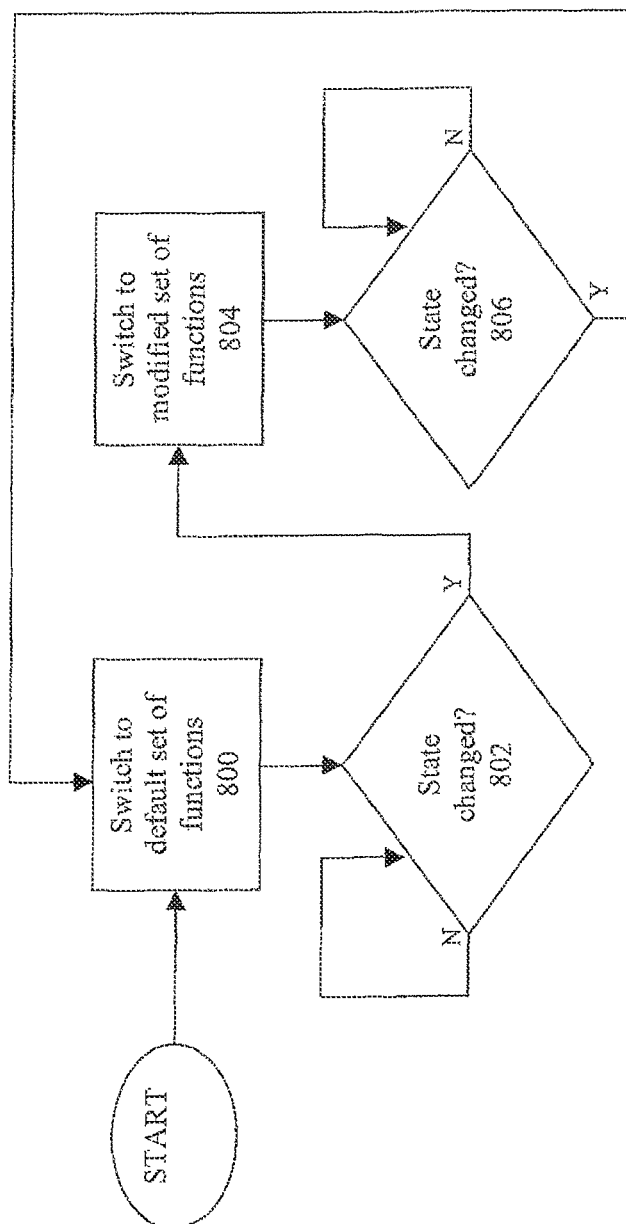 START
Switch to
default set of
functions
800
State
changed?
802
N
Y
Switch to
modified set of
functions
804
State
changed?
806
N
Y